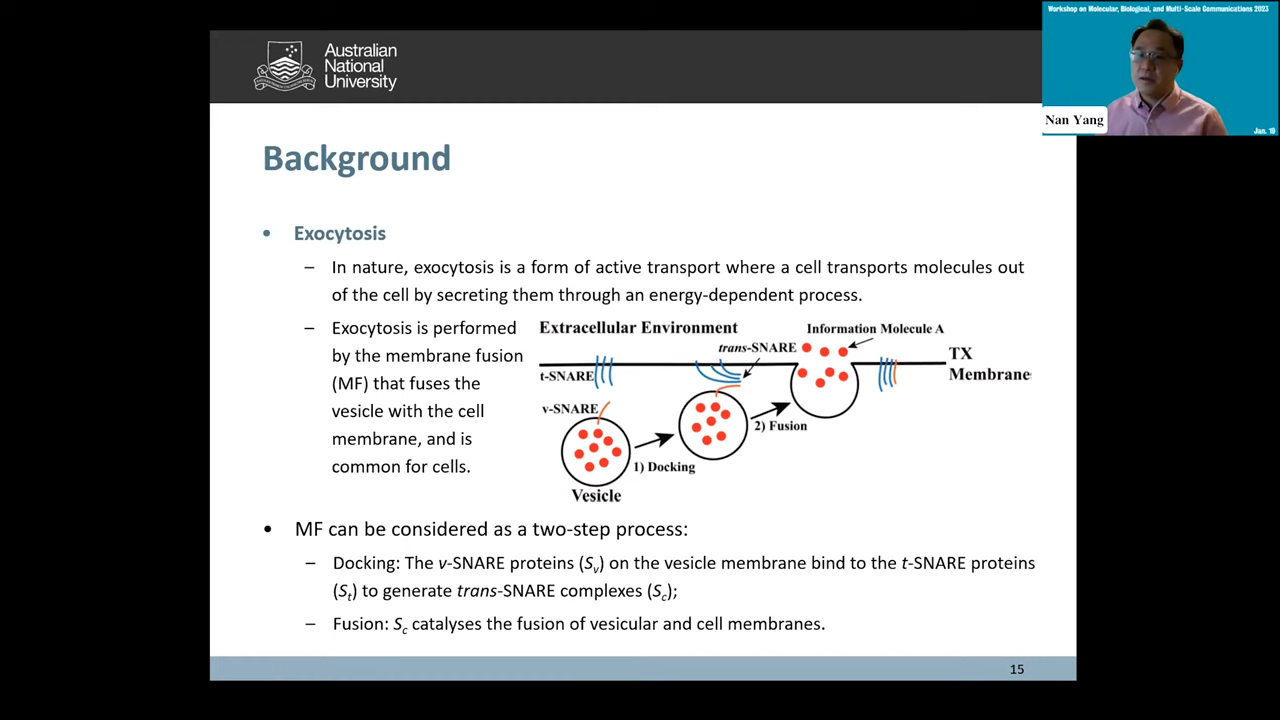 Workshop on Molecular, Biological, and Multi-Scale Communications 2023
Nan Yang
Jan. 19
Australian
National
University
Background
• Exocytosis
– In nature, exocytosis is a form of active transport where a cell transports molecules out
of the cell by secreting them through an energy-dependent process.
– Exocytosis is performed
by the membrane fusion
(MF) that fuses the
vesicle with the cell
membrane, and is
common for cells.
Extracellular Environment
Information Molecule A
trans-SNARE
TX
Membrane
t-SNARE
v-SNARE
2) Fusion
1) Docking
Vesicle
• MF can be considered as a two-step process:
– Docking: The v-SNARE proteins (Sv) on the vesicle membrane bind to the t-SNARE proteins
(St) to generate trans-SNARE complexes (Sc);
– Fusion: Sc catalyses the fusion of vesicular and cell membranes.
15